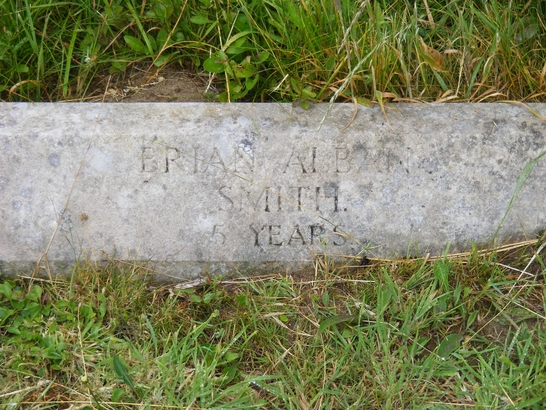 BRIAN ALBAN
SMITH.
5 YEARS.